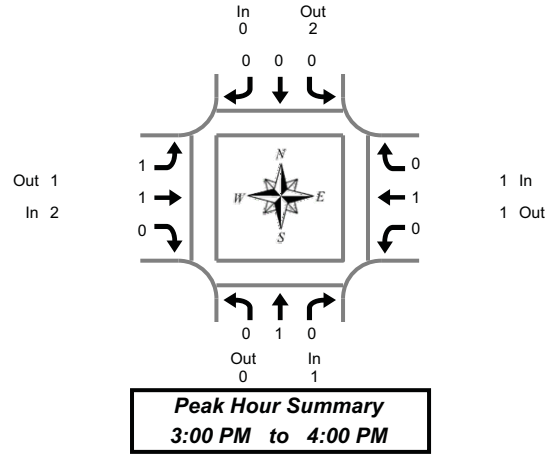 In Out
0 2
0 0 0
N
W E
S
1
1
0
Out 1
In 2
0
1
0
1 In
1 Out
0 1 0
Out In
0 1
Peak Hour Summary
3:00 PM to 4:00 PM